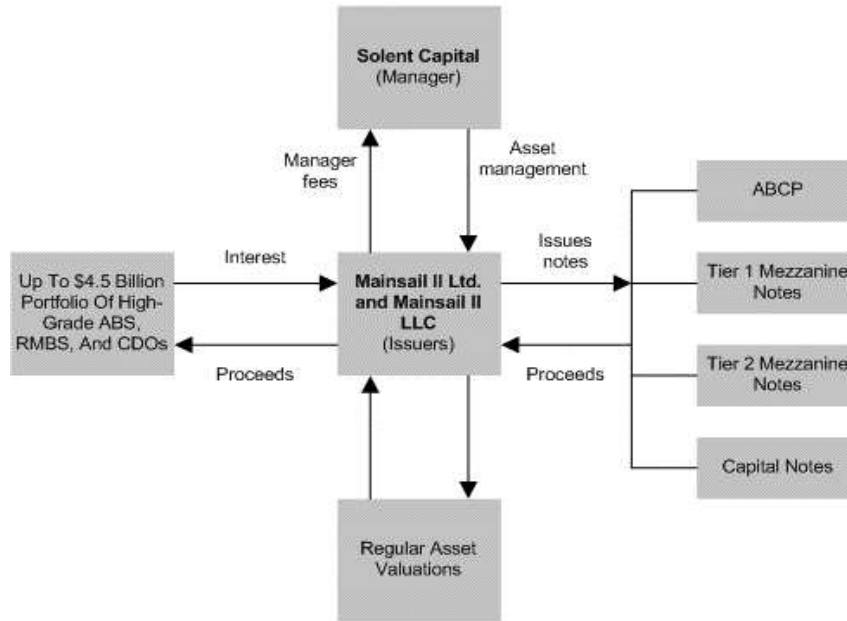 Solent Capital
(Manager)
Manager
fees
Asset
management
ABCP
Interest
Issues
notes
Up To $4.5 Billion
Portfolio Of High-
Grade ABS,
RMBS, And CDOs
Mainsail II Ltd.
and Mainsail II
LLC
(Issuers)
Tier 1 Mezzanine
Notes
Proceeds
Proceeds
Tier 2 Mezzanine
Notes
Capital Notes
Regular Asset
Valuations